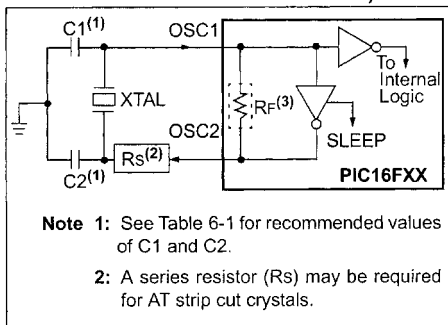 C1(1)
OSC1
XTAL
To
Internal
Logic
RF(3)
OSC2
SLEEP
RS(2)
C2(1)
PIC16FXX
Note 1: See Table 6-1 for recommended values
of C1 and C2.
2: A series resistor (Rs) may be required
for AT strip cut crystals.